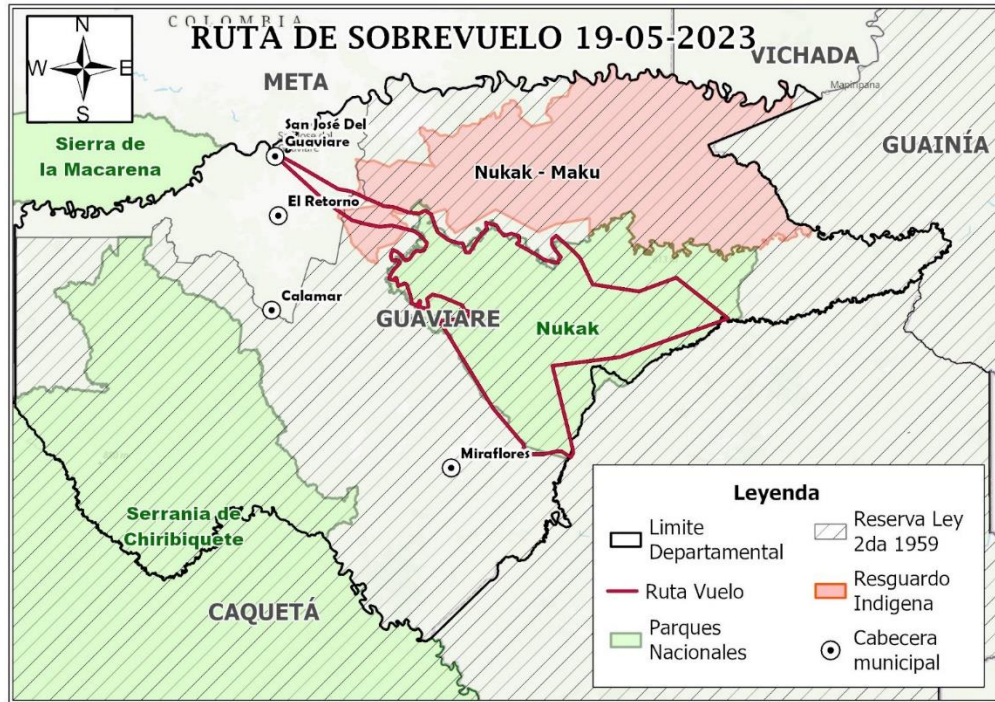 COLOMBIA
RUTA DE SOBREVUELO 19-05-2023
N
W E
S
META
VICHADA
Mapiripana
GUAINÍA
Sierra de
la Macarena
San José Del
Guaviare
El Retorno
Nukak - Maku
Calamar
GUAVIARE
Nukak
Miraflores
Serrania de
Chiribiquete
CAQUETÁ
Leyenda
Limite
Departamental
Ruta Vuelo
Parques
Nacionales
Reserva Ley
2da 1959
Resguardo
Indigena
Cabecera
municipal